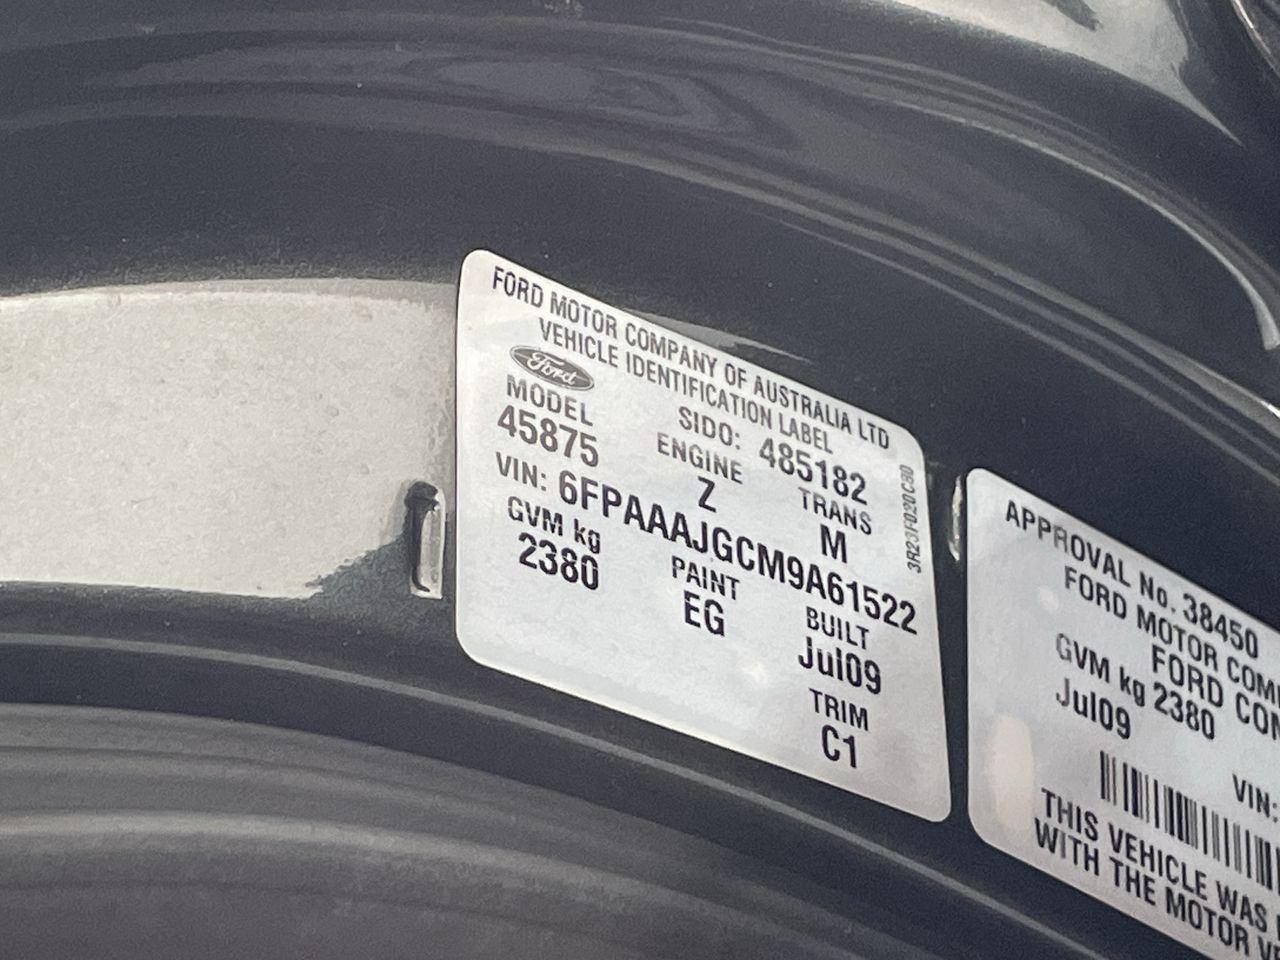 FORD MOTOR COMPANY OF AUSTRALIA LTD
VEHICLE IDENTIFICATION LABEL
Ford
SIDO: 485182
MODEL ENGINE TRANS
45875 Z M
VIN: 6FPAAAJGCM9A61522
GVM kg PAINT BUILT
2380 EG Jul09
TRIM
C1
3R23F020C80
APPROVAL No. 38450
FORD MOTOR COM
FORD CON
GVM kg 2380
Jul09
VIN:
THIS VEHICLE WAS
WITH THE MOTOR VE